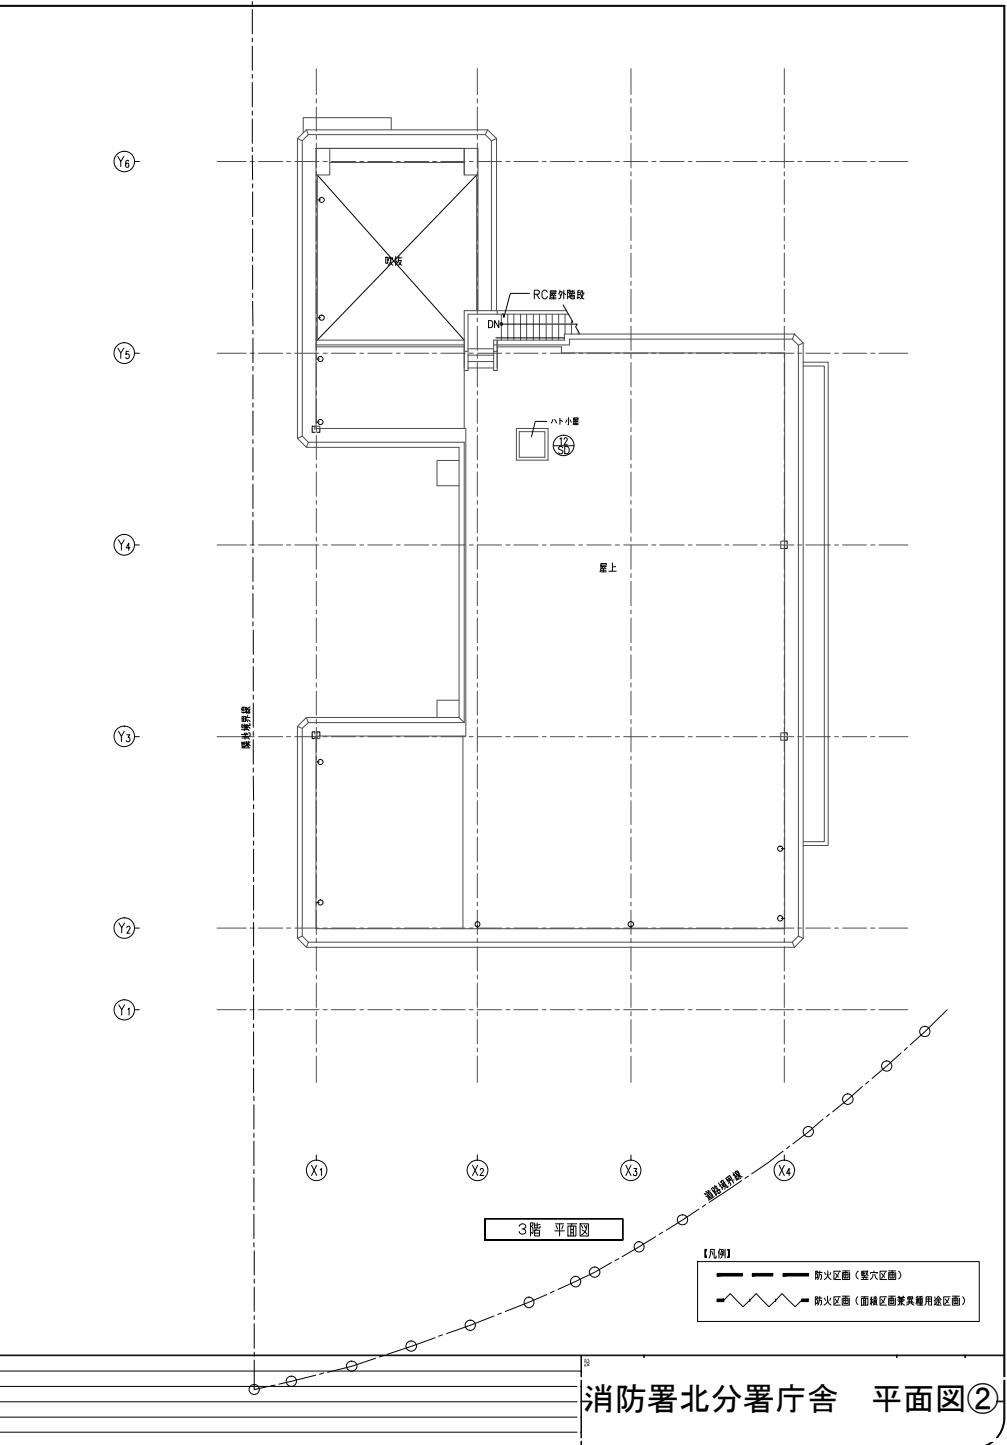 Y6
吹抜
RC屋外階段
DN
Y5
ハト小屋
12
SD
Y4
屋上
隣地境界線
Y3
Y2
Y1
X1
X2
X3
X4
道路境界線
3階 平面図
【凡例】
防火区画（竪穴区画）
防火区画（面積区画兼異種用途区画）
消防署北分署庁舎 平面図②